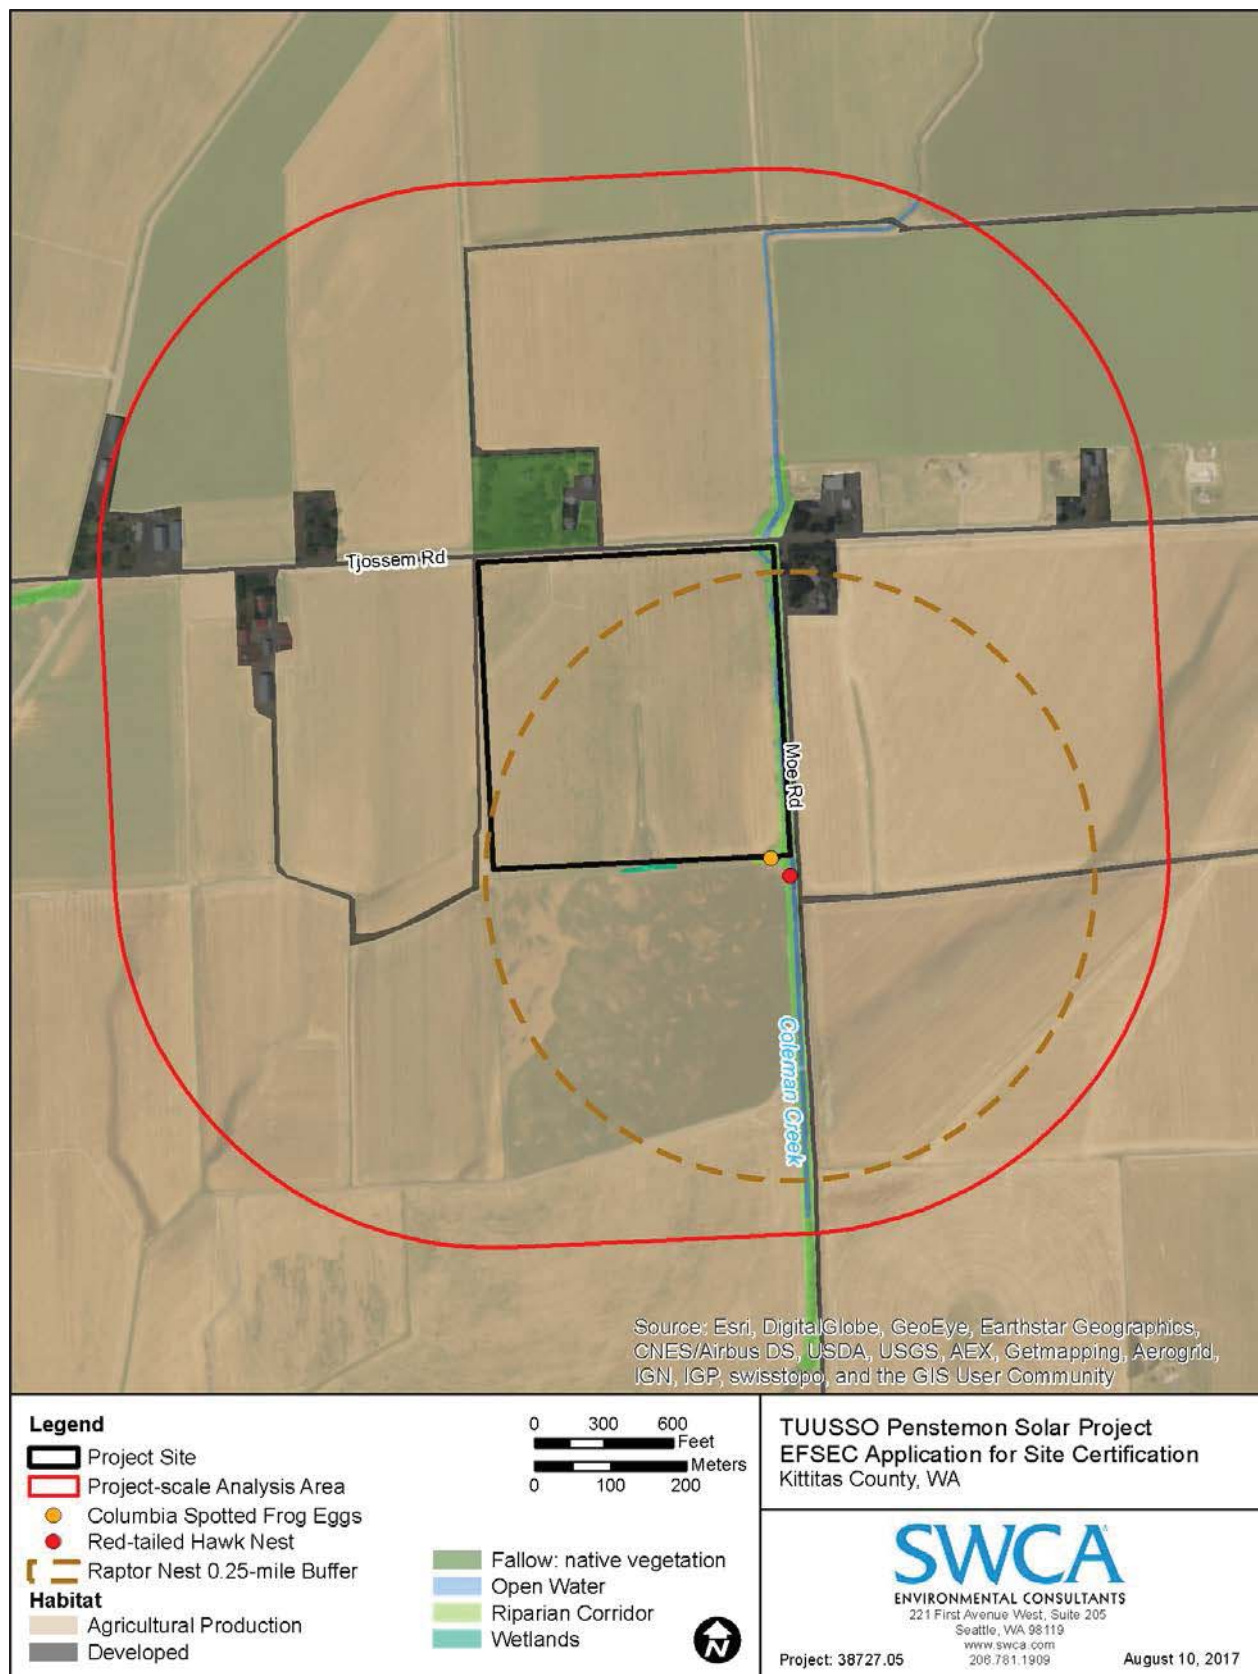 Tjossem Rd
Moe Rd
Coleman Creek
Source: Esri, DigitalGlobe, GeoEye, Earthstar Geographics,
CNES/Airbus DS, USDA, USGS, AEX, Getmapping, Aerogrid,
IGN, IGP, swisstopo, and the GIS User Community
Legend
Project Site
Project-scale Analysis Area
Columbia Spotted Frog Eggs
Red-tailed Hawk Nest
Raptor Nest 0.25-mile Buffer
Habitat
Agricultural Production
Developed
0 300 600
Feet
Meters
0 100 200
Fallow: native vegetation
Open Water
Riparian Corridor
Wetlands
N
TUUSSO Penstemon Solar Project
EFSEC Application for Site Certification
Kittitas County, WA
SWCA
ENVIRONMENTAL CONSULTANTS
221 First Avenue West, Suite 205
Seattle, WA 98119
www.swca.com
206.781.1909
Project: 38727.05
August 10, 2017